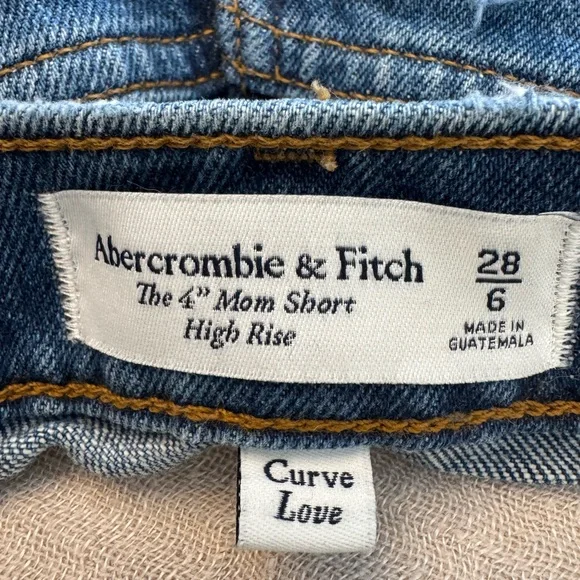 Abercrombie & Fitch
The 4" Mom Short
High Rise
28
6
MADE IN
GUATEMALA
Curve
Love